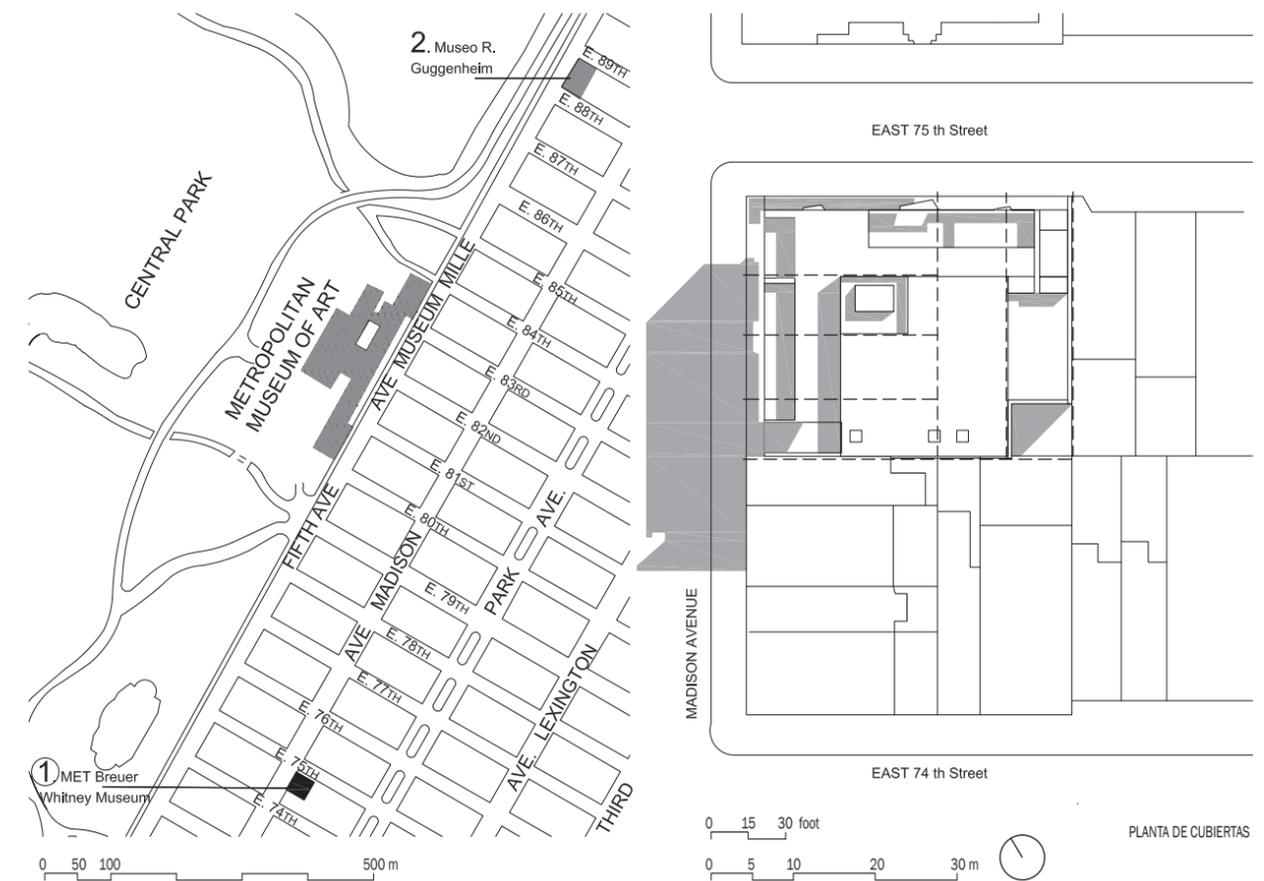 2. Museo R.
Guggenheim
E. 89TH
E. 88TH
E. 87TH
E. 86TH
E. 85TH
E. 84TH
E. 83RD
E. 82ND
E. 81ST
E. 80TH
E. 79TH
E. 78TH
E. 77TH
E. 76TH
E. 75TH
E. 74TH
CENTRAL PARK
METROPOLITAN
MUSEUM OF ART
AVE MUSEUM MILLE
FIFTH AVE
AVE MADISON
PARK AVE.
AVE. LEXINGTON
THIRD
1 MET Breuer
Whitney Museum
0 50 100 500 m
EAST 75 th Street
MADISON AVENUE
EAST 74 th Street
0 15 30 foot
0 5 10 20 30 m
PLANTA DE CUBIERTAS